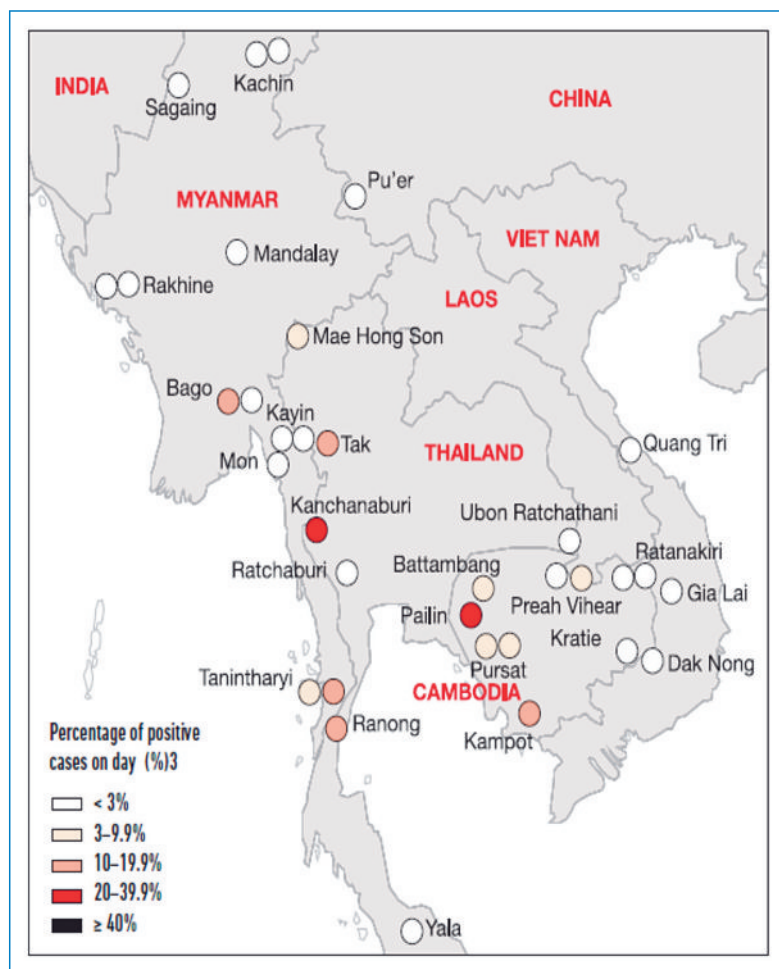 Kachin
INDIA
Sagaing
CHINA
Pu'er
MYANMAR
VIET NAM
Mandalay
Rakhine
LAOS
Mae Hong Son
Bago
Kayin
Tak
Mon
THAILAND
Quang Tri
Kanchanaburi
Ubon Ratchathani
Ratchaburi
Battambang
Ratanakiri
Gia Lai
Pailin
Preah Vihear
Kratie
Pursat
Dak Nong
Tanintharyi
CAMBODIA
Ranong
Kampot
Percentage of positive
cases on day (%)3
< 3%
3–9.9%
10–19.9%
20–39.9%
≥ 40%
Yala